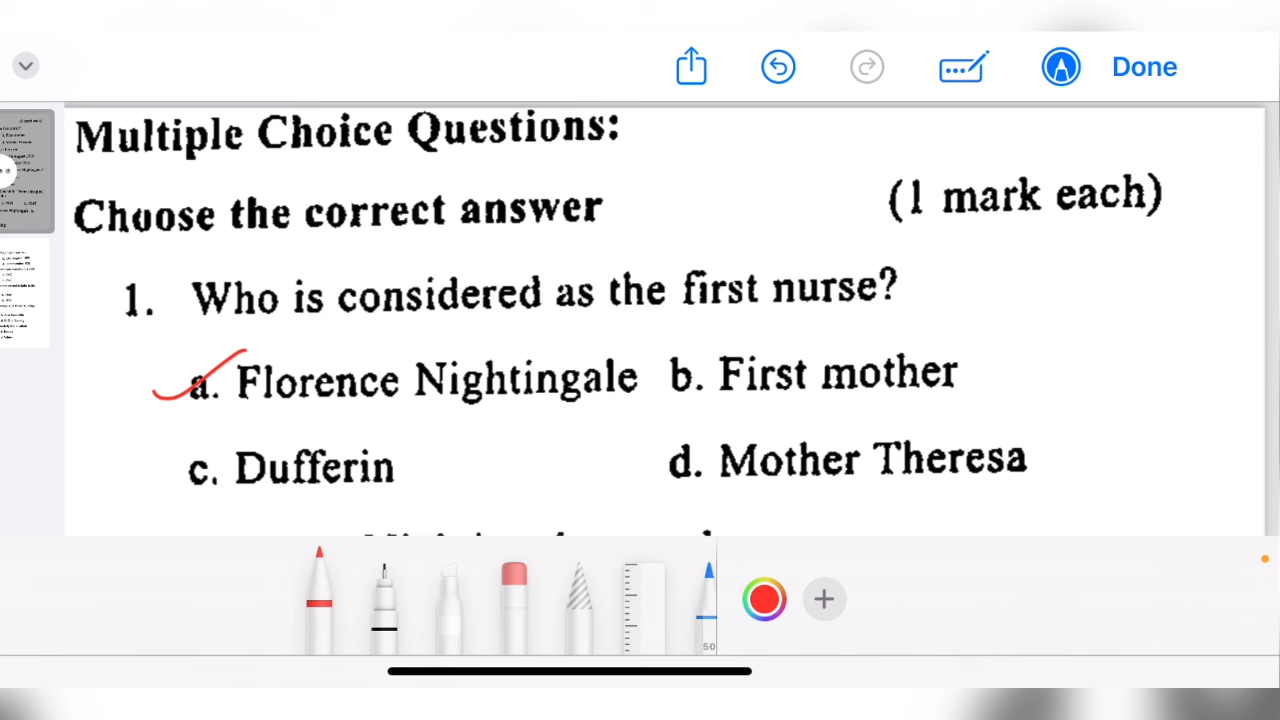 Done
Multiple Choice Questions:
Choose the correct answer (1 mark each)
1. Who is considered as the first nurse?
a. Florence Nightingale b. First mother
c. Dufferin d. Mother Theresa
50